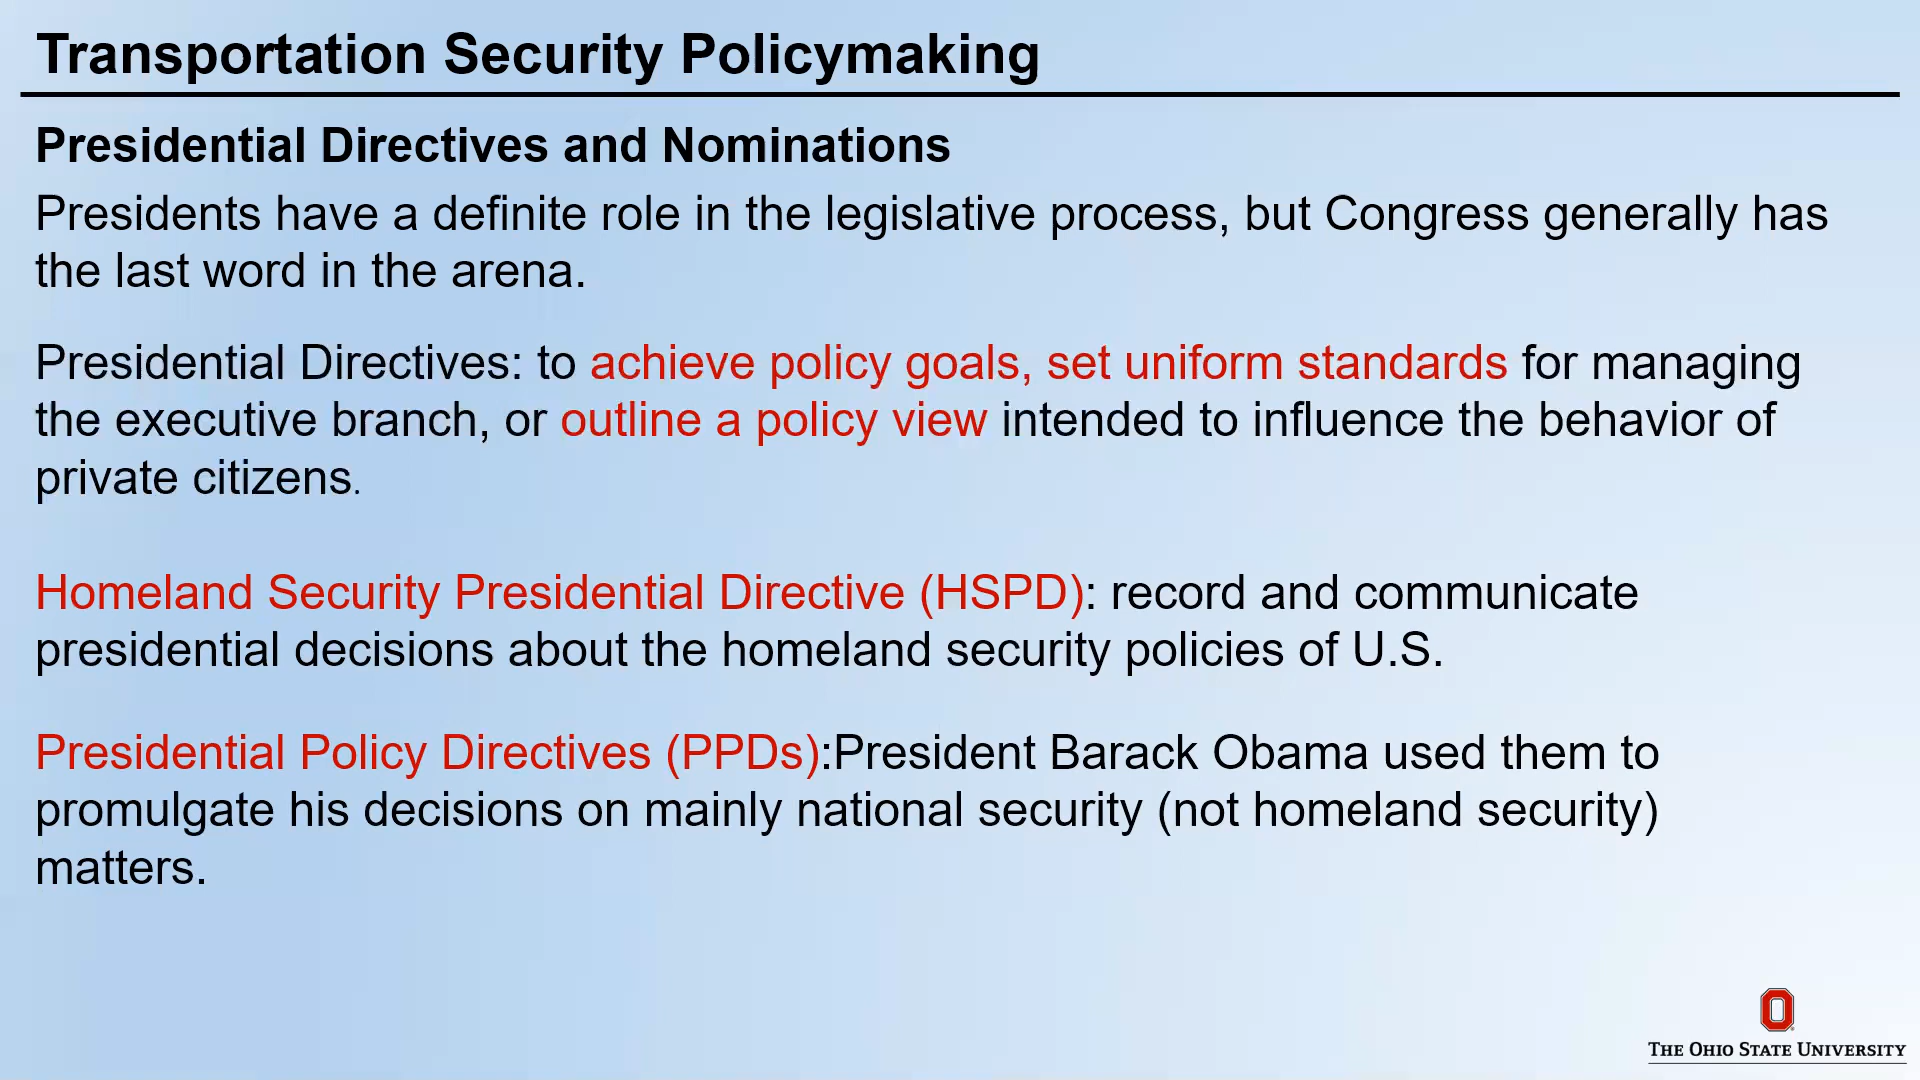 Transportation Security Policymaking
Presidential Directives and Nominations
Presidents have a definite role in the legislative process, but Congress generally has
the last word in the arena.
Presidential Directives: to achieve policy goals, set uniform standards for managing
the executive branch, or outline a policy view intended to influence the behavior of
private citizens.
Homeland Security Presidential Directive (HSPD): record and communicate
presidential decisions about the homeland security policies of U.S.
Presidential Policy Directives (PPDs):President Barack Obama used them to
promulgate his decisions on mainly national security (not homeland security)
matters.
THE OHIO STATE UNIVERSITY